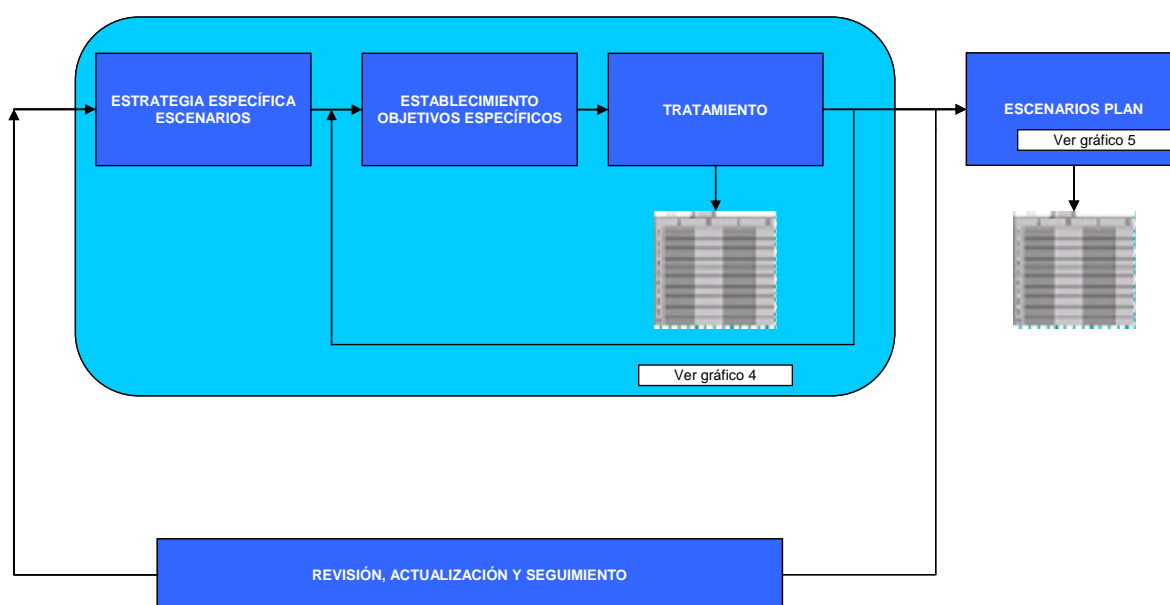 ESTRATEGIA ESPECÍFICA
ESCENARIOS
ESTABLECIMIENTO
OBJETIVOS ESPECÍFICOS
TRATAMIENTO
ESCENARIOS PLAN
Ver gráfico 5
Ver gráfico 4
REVISIÓN, ACTUALIZACIÓN Y SEGUIMIENTO